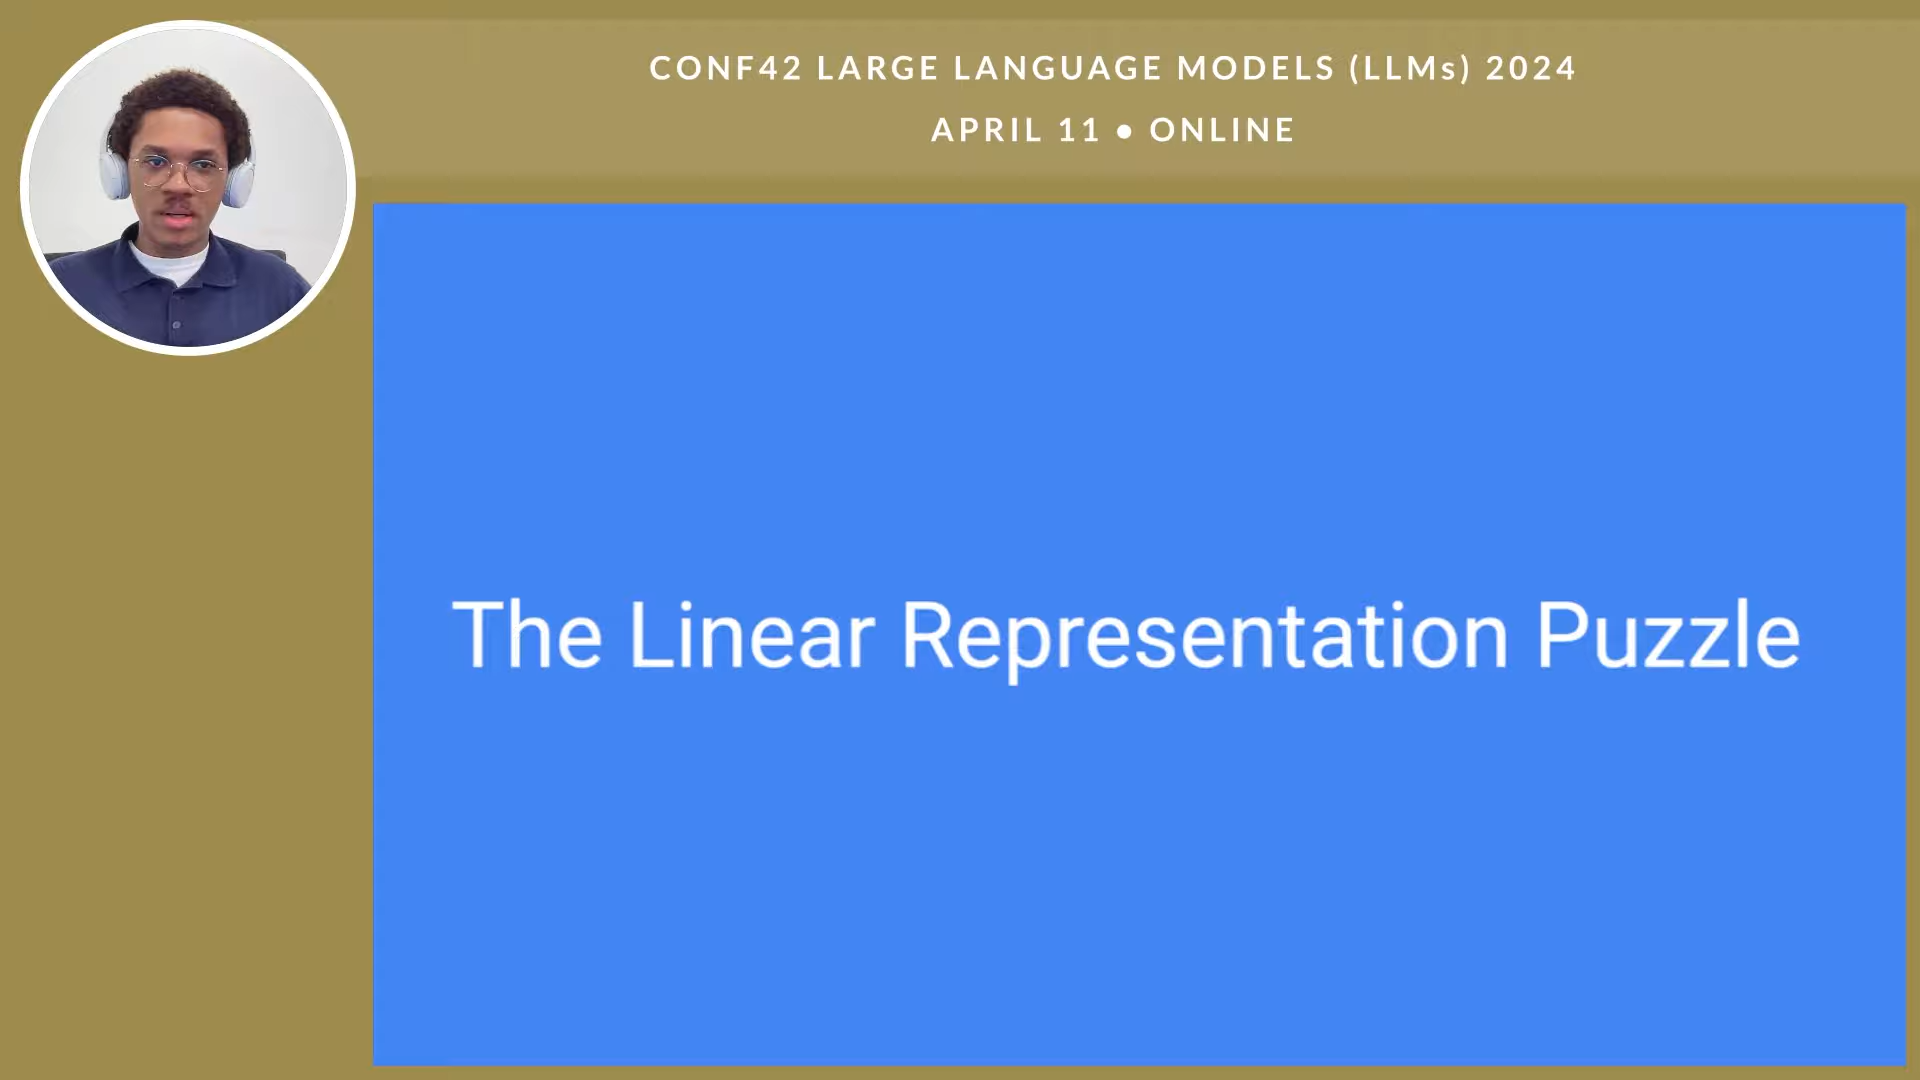 CONF42 LARGE LANGUAGE MODELS (LLMs) 2024
APRIL 11 ● ONLINE
The Linear Representation Puzzle